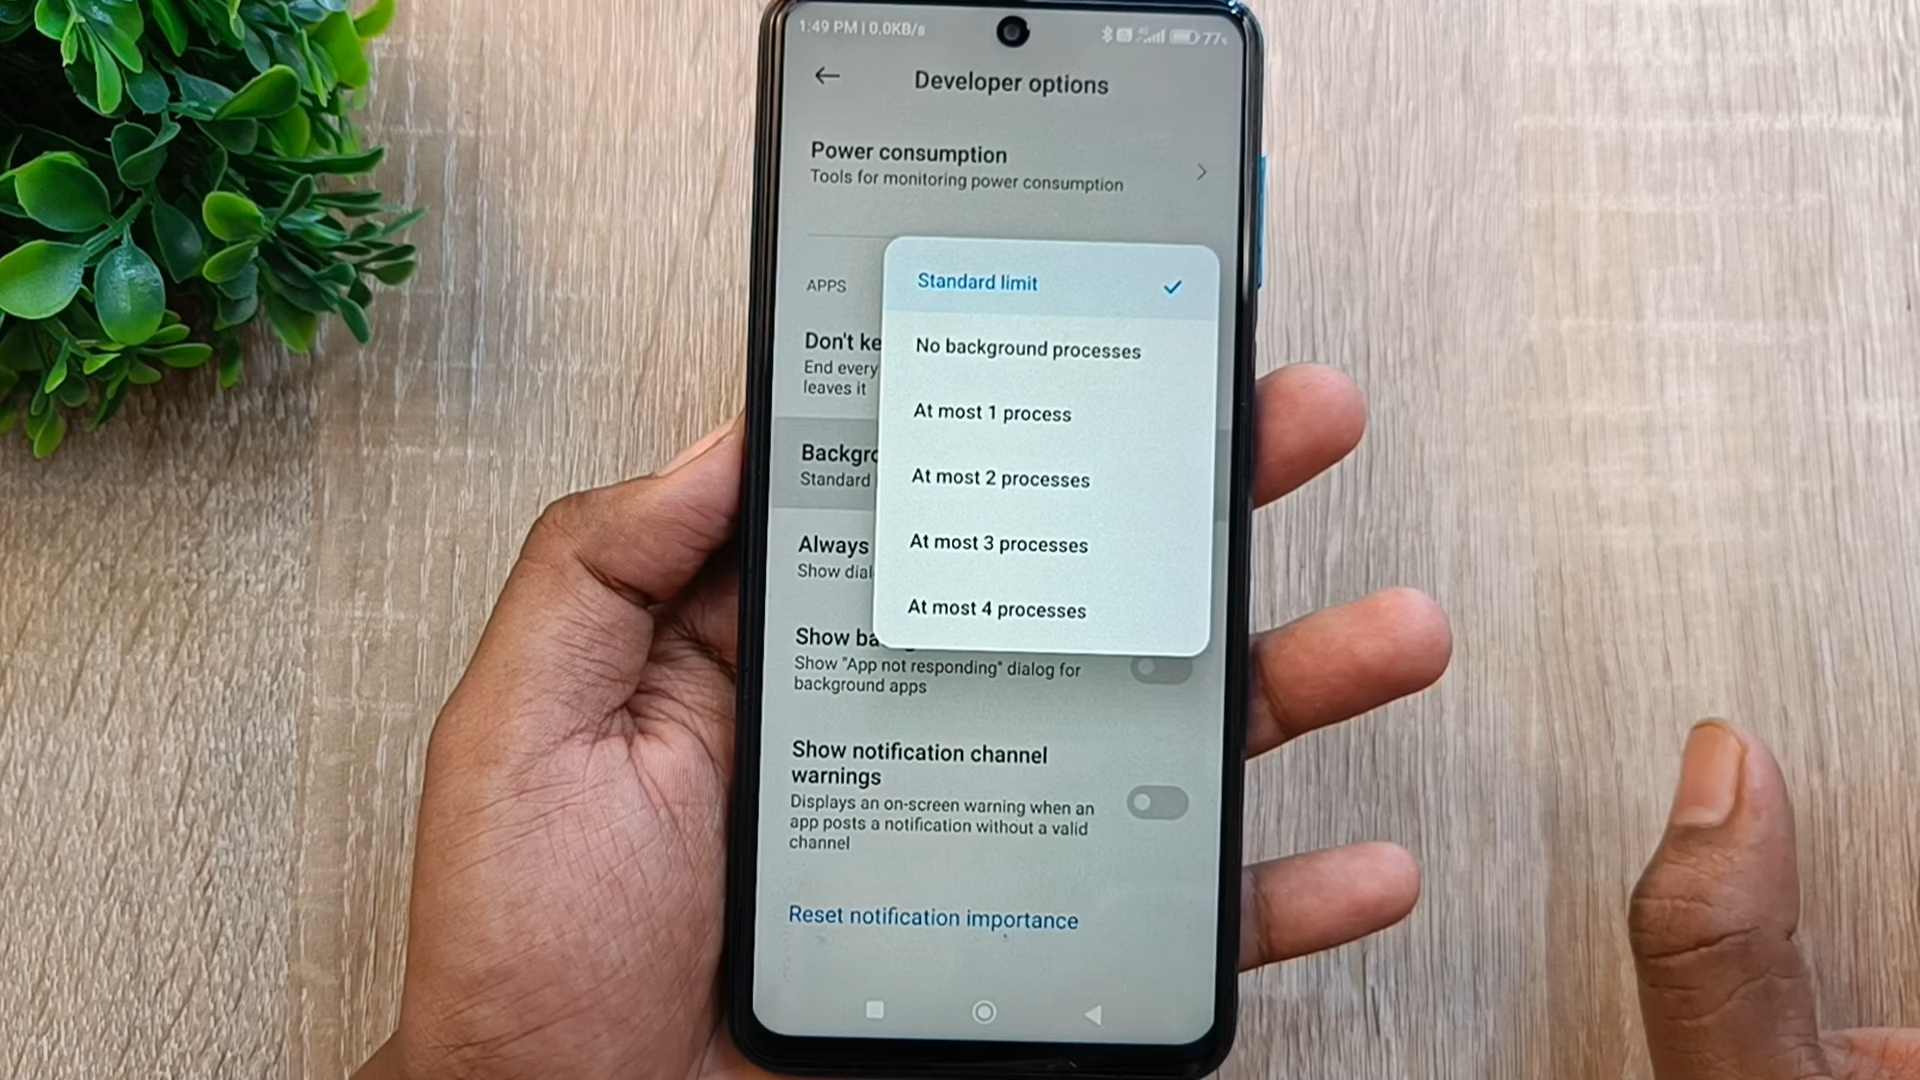 1:49 PM | 0.0KB/s
77
Developer options
Power consumption
Tools for monitoring power consumption
APPS
Don't ke
End every
leaves it
Backgro
Standard
Always
Show dial
Show ba
Show "App not responding" dialog for
background apps
Standard limit
No background processes
At most 1 process
At most 2 processes
At most 3 processes
At most 4 processes
Show notification channel
warnings
Displays an on-screen warning when an
app posts a notification without a valid
channel
Reset notification importance